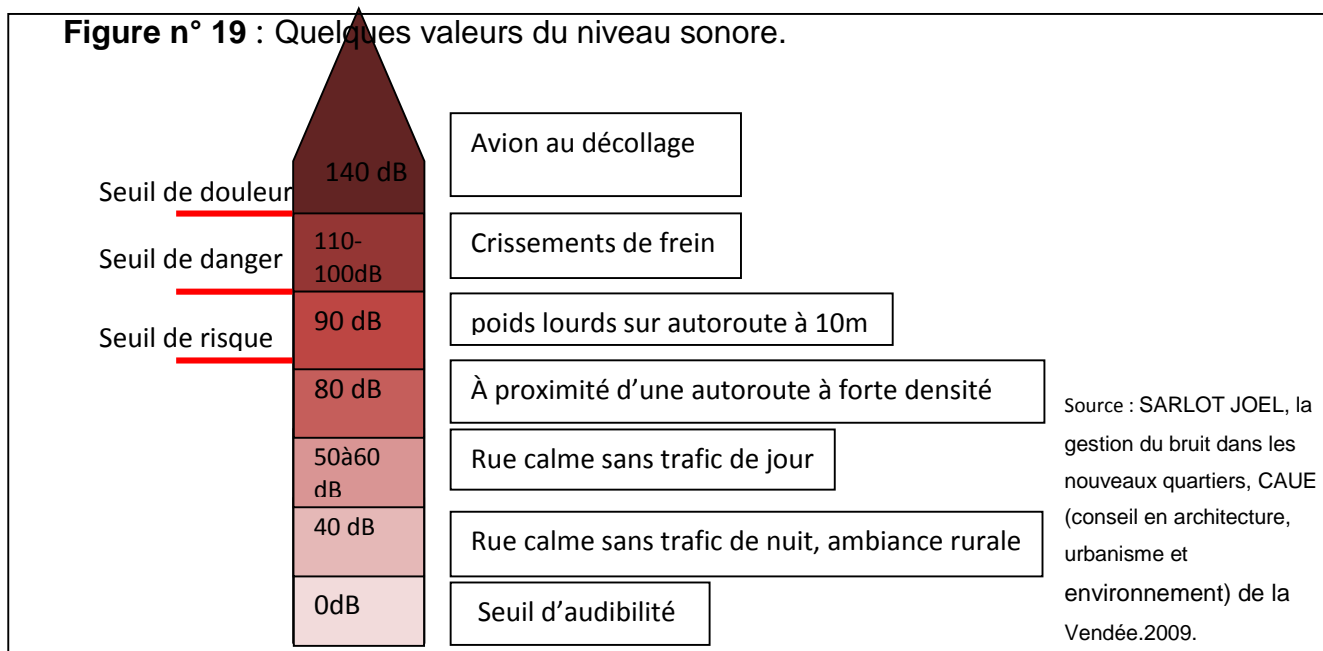 Figure n° 19 : Quelques valeurs du niveau sonore.
140 dB
Avion au décollage
Seuil de douleur
110-
100dB
Crissements de frein
Seuil de danger
90 dB
poids lourds sur autoroute à 10m
Seuil de risque
80 dB
À proximité d’une autoroute à forte densité
50à60
dB
Rue calme sans trafic de jour
40 dB
Rue calme sans trafic de nuit, ambiance rurale
0dB
Seuil d’audibilité
Source : SARLOT JOEL, la
gestion du bruit dans les
nouveaux quartiers, CAUE
(conseil en architecture,
urbanisme et
environnement) de la
Vendée.2009.